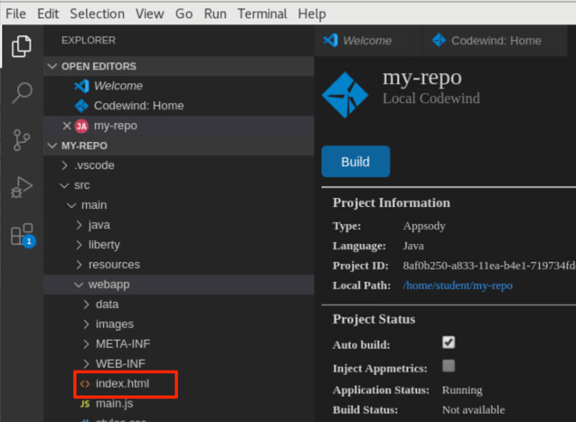 File Edit Selection View Go Run Terminal Help
EXPLORER
OPEN EDITORS
Welcome
Codewind: Home
JA my-repo
MY-REPO
.vscode
src
main
java
liberty
resources
webapp
data
images
META-INF
WEB-INF
<> index.html
JS main.js
1
Welcome
Codewind: Home
my-repo
Local Codewind
Build
Project Information
Type: Appsody
Language: Java
Project ID: 8af0b250-a833-11ea-b4e1-719734fd
Local Path: /home/student/my-repo
Project Status
Auto build:
Inject Appmetrics:
Application Status: Running
Build Status: Not available